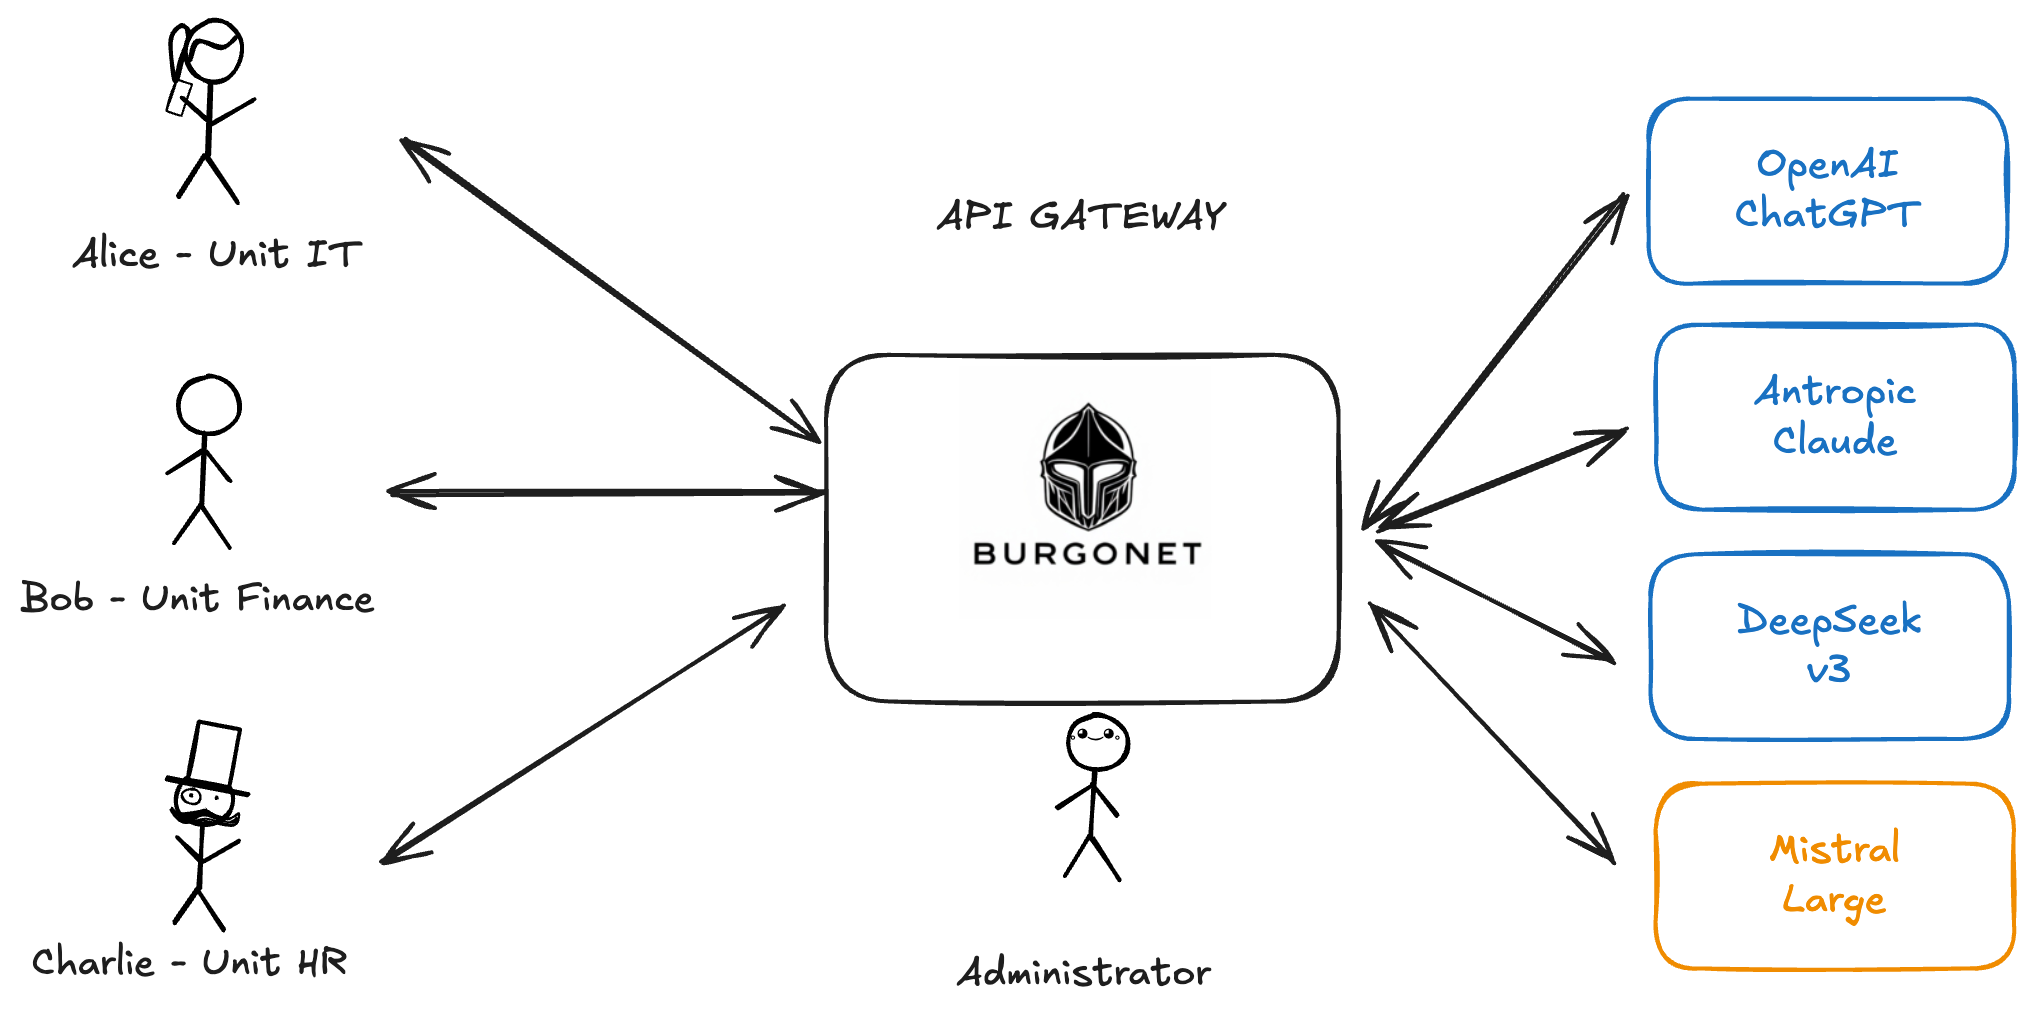 Alice - Unit IT
Bob - Unit Finance
Charlie - Unit HR
API GATEWAY
BURGONET
Administrator
OpenAI
ChatGPT
Antropic
Claude
DeepSeek
v3
Mistral
Large